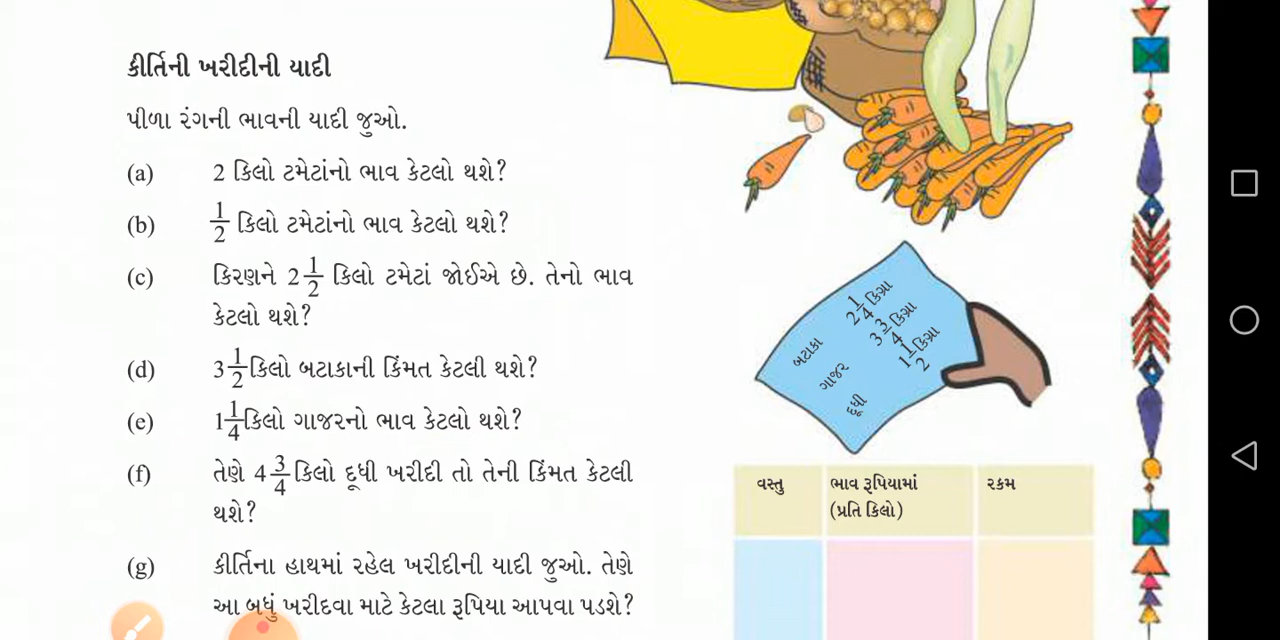 કીર્તિની ખરીદીની યાદી
પીળા રંગની ભાવની યાદી જુઓ.
(a) 2 કિલો ટમેટાંનો ભાવ કેટલો થશે?
(b) 1/2 કિલો ટમેટાંનો ભાવ કેટલો થશે?
(c) કિરણને 2 1/2 કિલો ટમેટાં જોઈએ છે. તેનો ભાવ
કેટલો થશે?
(d) 3 1/2 કિલો બટાકાની કિંમત કેટલી થશે?
(e) 1 1/4 કિલો ગાજરનો ભાવ કેટલો થશે?
(f) તેણે 4 3/4 કિલો દૂધી ખરીદી તો તેની કિંમત કેટલી
થશે?
(g) કીર્તિના હાથમાં રહેલ ખરીદીની યાદી જુઓ. તેણે
આ બધું ખરીદવા માટે કેટલા રૂપિયા આપવા પડશે?
બટાકા 2 1/4 કિગ્રા
ગાજર 3 3/4 કિગ્રા
દૂધી 1 1/2 કિગ્રા
વસ્તુ ભાવ રૂપિયામાં (પ્રતિ કિલો) રકમ